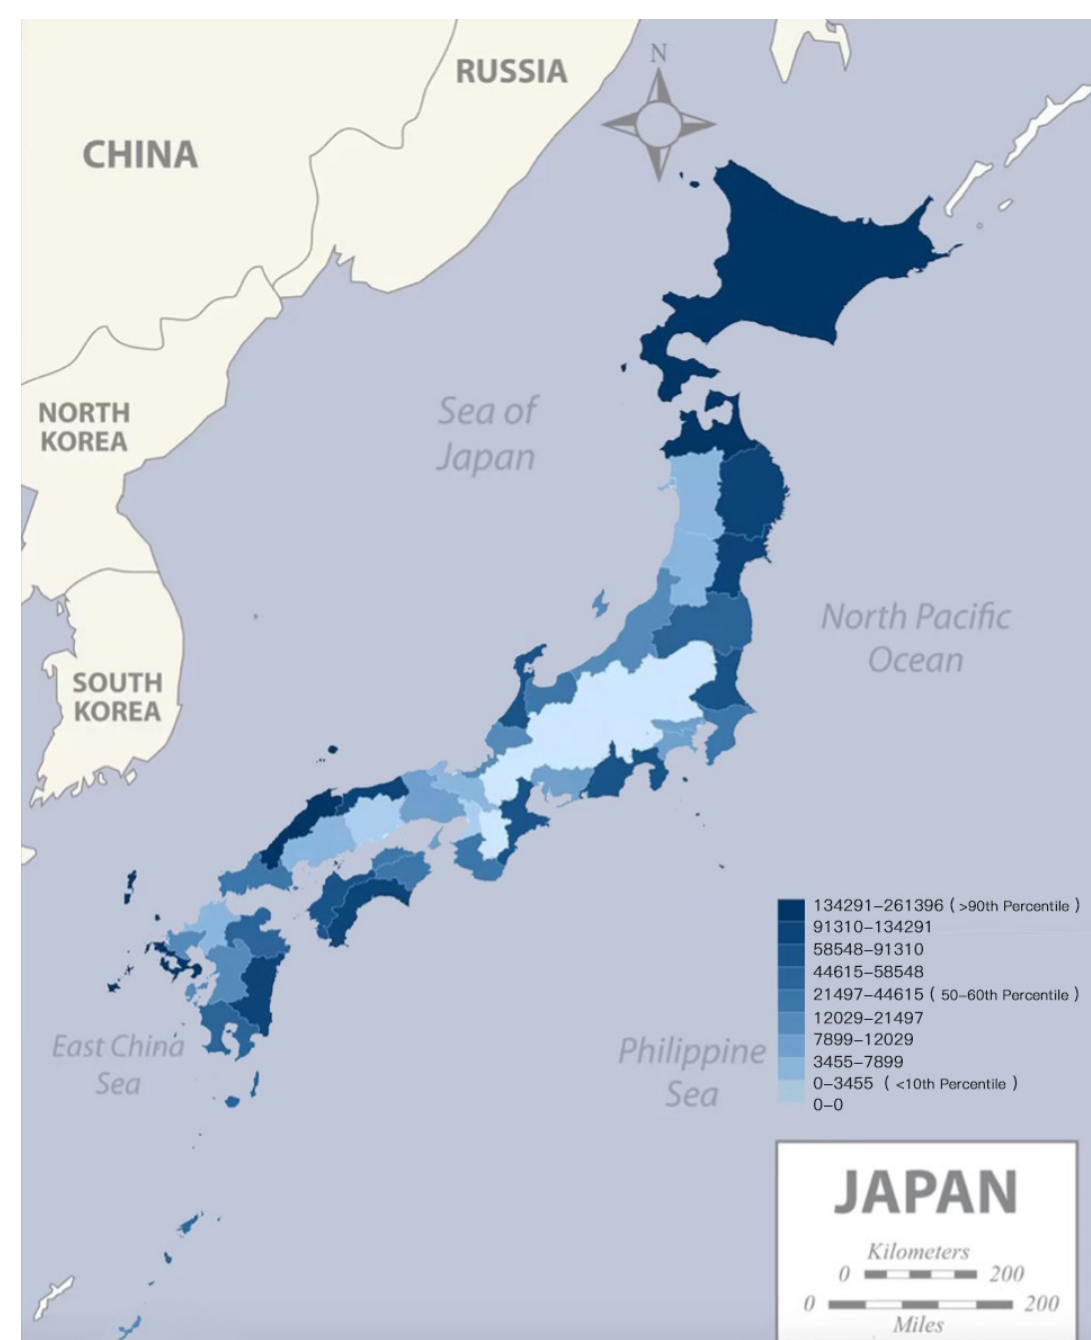 RUSSIA
N
CHINA
Sea of
Japan
NORTH
KOREA
North Pacific
Ocean
SOUTH
KOREA
134291-261396 ( >90th Percentile )
91310-134291
58548-91310
44615-58548
21497-44615 ( 50-60th Percentile )
12029-21497
7899-12029
3455-7899
0-3455 ( <10th Percentile )
0-0
East China
Sea
Philippine
Sea
JAPAN
Kilometers
0 200
0 200
Miles